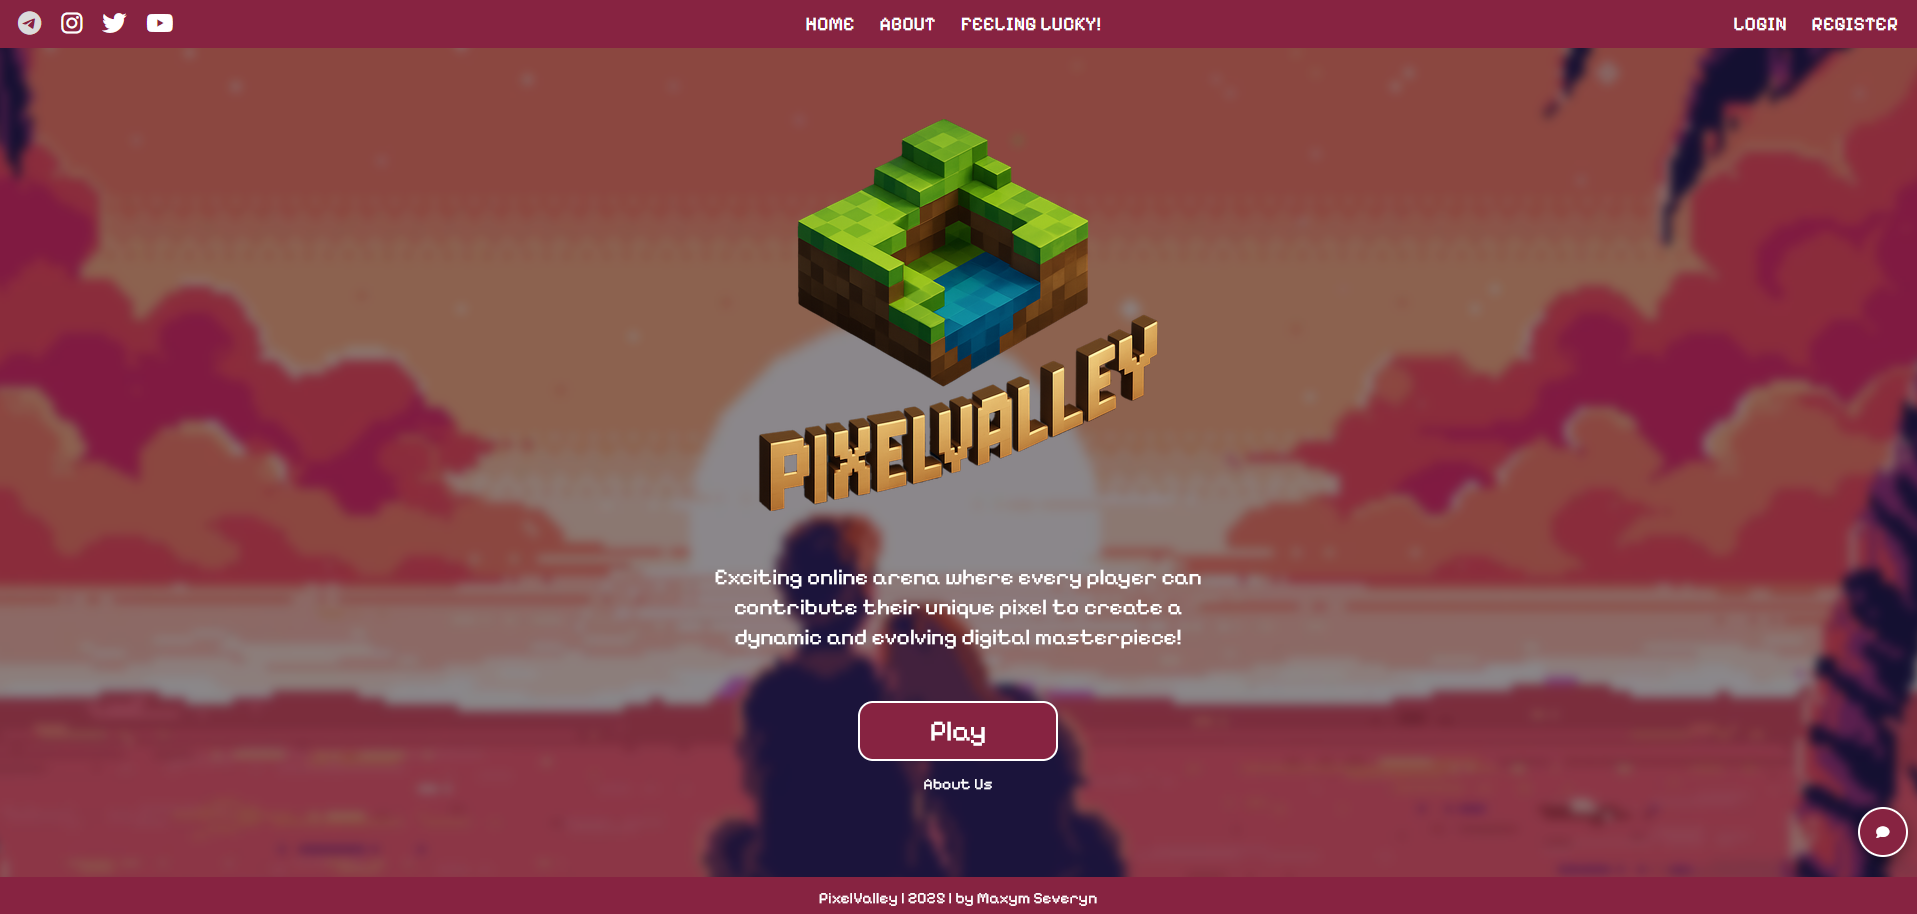 HOME ABOUT FEELING LUCKY! LOGIN REGISTER
PIXELVALLEY
Exciting online arena where every player can
contribute their unique pixel to create a
dynamic and evolving digital masterpiece!
Play
About Us
PixelValley | by Maxym Severyn